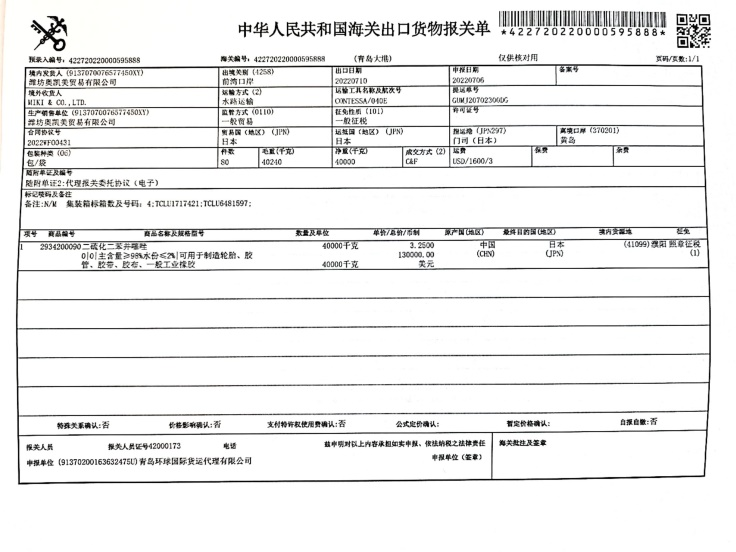 中华人民共和国海关出口货物报关单
*422720220000595888*
预录入编号：422720220000595888 海关编号：422720220000595888 (青岛大港) 仅供核对用 页码/页数:1/1
境内发货人 (9137070076577450XY) 出境关别 (4258) 出口日期 申报日期 备案号
潍坊奥凯美贸易有限公司 前湾口岸 20220710 20220706
境外收货人 运输方式 (2) 运输工具名称及航次号 提运单号
MIKI & CO.,LTD. 水路运输 CONTESSA/040E
生产销售单位 (9137070076577450XY) 监管方式 (0110) 征免性质 (101) 许可证号
潍坊奥凯美贸易有限公司 一般贸易 一般征税
合同协议号 贸易国（地区） (JPN) 运抵国（地区） (JPN) 指运港 (JPN297) 离境口岸 (370201)
2022WF00431 日本 日本 门司（日本） 黄岛
包装种类 (06) 件数 毛重(千克) 净重(千克) 成交方式 (2) 运费 保费 杂费
包/袋 80 40240 40000 C&F USD/1600/3
随附单证及编号
随附单证2:代理报关委托协议（电子）
标记唛码及备注
备注:N/M 集装箱标箱数及号码：4;TCLU1717421;TCLU6481597;
项号 商品编号 商品名称及规格型号 数量及单位 单价/总价/币制 原产国(地区) 最终目的国(地区) 境内货源地 征免
1 2934200090 二硫化二苯并噻唑 40000千克 3.2500 中国 日本 (41099) 濮阳 照章征税
0|0|主含量≥98%水份≤2%|可用于制造轮胎、胶 130000.00 (CHN) (JPN) (1)
管、胶带、胶布、一般工业橡胶 40000千克 美元
特殊关系确认:否 价格影响确认:否 支付特许权使用费确认:否 公式定价确认: 暂定价格确认: 自报自缴:否
报关人员 报关人员证号42000173 电话 兹申明对以上内容承担如实申报、依法纳税之法律责任 海关批注及签章
申报单位 (91370200163632475U)青岛环球国际货运代理有限公司 申报单位（签章）